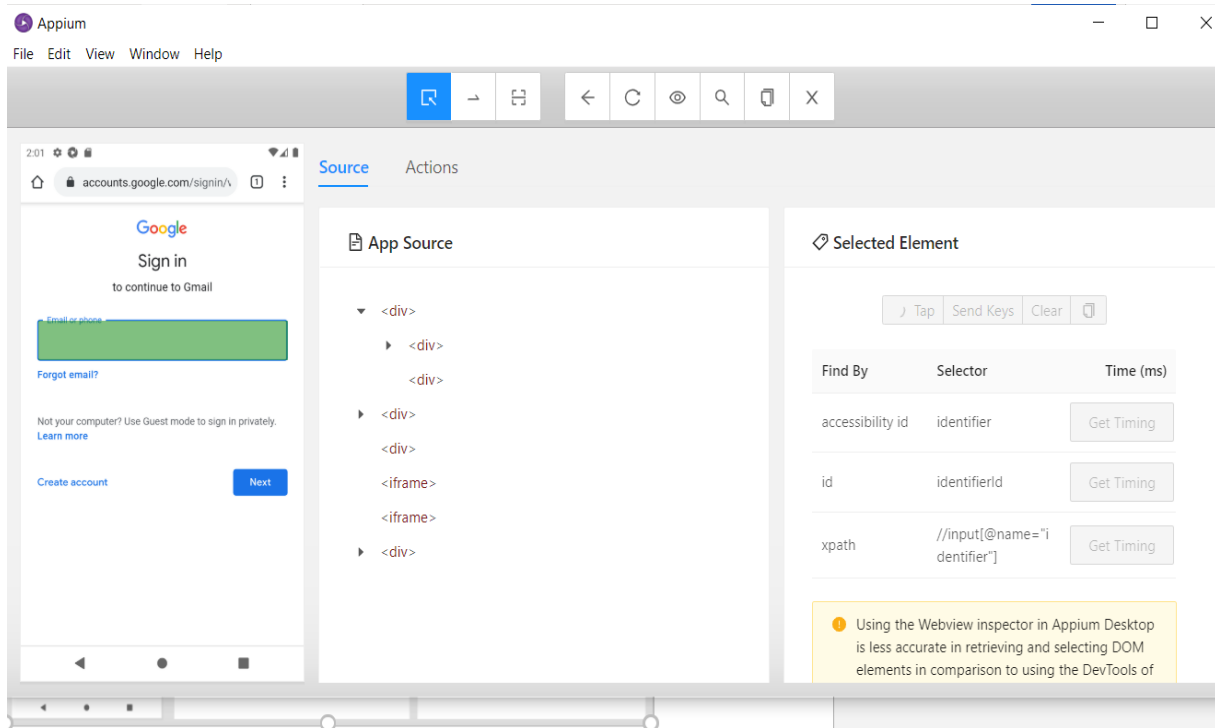 Appium
File Edit View Window Help
2:01
accounts.google.com/signin/v
1
Google
Sign in
to continue to Gmail
Email or phone
Forgot email?
Not your computer? Use Guest mode to sign in privately.
Learn more
Create account
Next
Source Actions
App Source
<div>
<div>
<div>
<div>
<div>
<iframe>
<iframe>
<div>
Selected Element
Tap Send Keys Clear
Find By Selector Time (ms)
accessibility id identifier Get Timing
id identifierId Get Timing
xpath //input[@name="i
dentifier"] Get Timing
Using the Webview inspector in Appium Desktop
is less accurate in retrieving and selecting DOM
elements in comparison to using the DevTools of